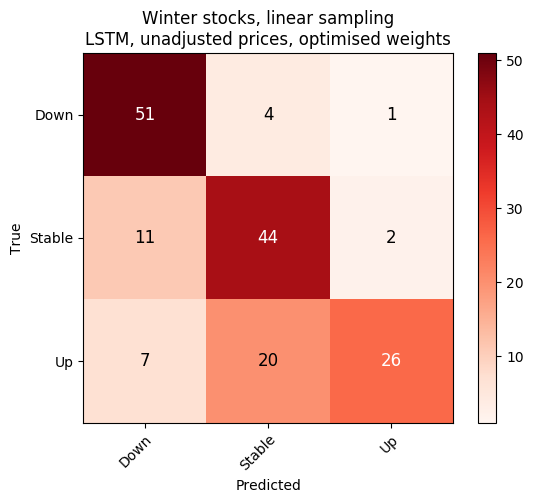 Winter stocks, linear sampling
LSTM, unadjusted prices, optimised weights
Down 51 4 1
Stable 11 44 2
Up 7 20 26
Down Stable Up
True
Predicted
50
40
30
20
10